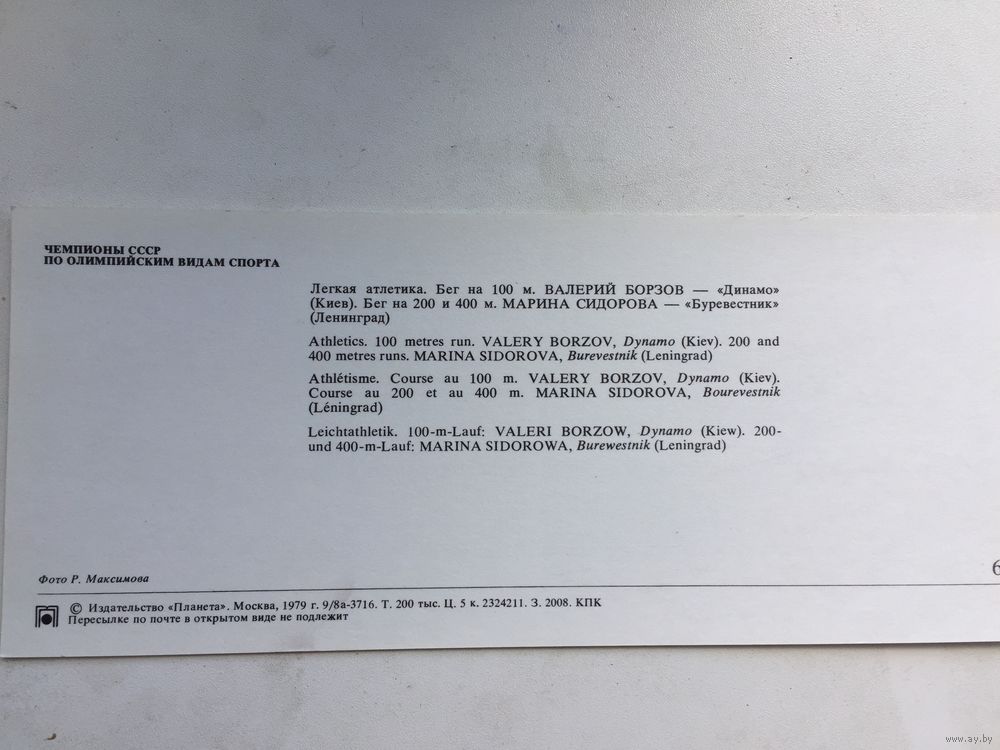 ЧЕМПИОНЫ СССР
ПО ОЛИМПИЙСКИМ ВИДАМ СПОРТА
Легкая атлетика. Бег на 100 м. ВАЛЕРИЙ БОРЗОВ — «Динамо»
(Киев). Бег на 200 и 400 м. МАРИНА СИДОРОВА — «Буревестник»
(Ленинград)
Athletics. 100 metres run. VALERY BORZOV, Dynamo (Kiev). 200 and
400 metres runs. MARINA SIDOROVA, Burevestnik (Leningrad)
Athlétisme. Course au 100 m. VALERY BORZOV, Dynamo (Kiev).
Course au 200 et au 400 m. MARINA SIDOROVA, Bourevestnik
(Léningrad)
Leichtathletik. 100-m-Lauf: VALERI BORZOW, Dynamo (Kiew). 200-
und 400-m-Lauf: MARINA SIDOROWA, Burewestnik (Leningrad)
Фото Р. Максимова
6
© Издательство «Планета». Москва, 1979 г. 9/8а-3716. Т. 200 тыс. Ц. 5 к. 2324211. З. 2008. КПК
Пересылке по почте в открытом виде не подлежит
www.ay.by